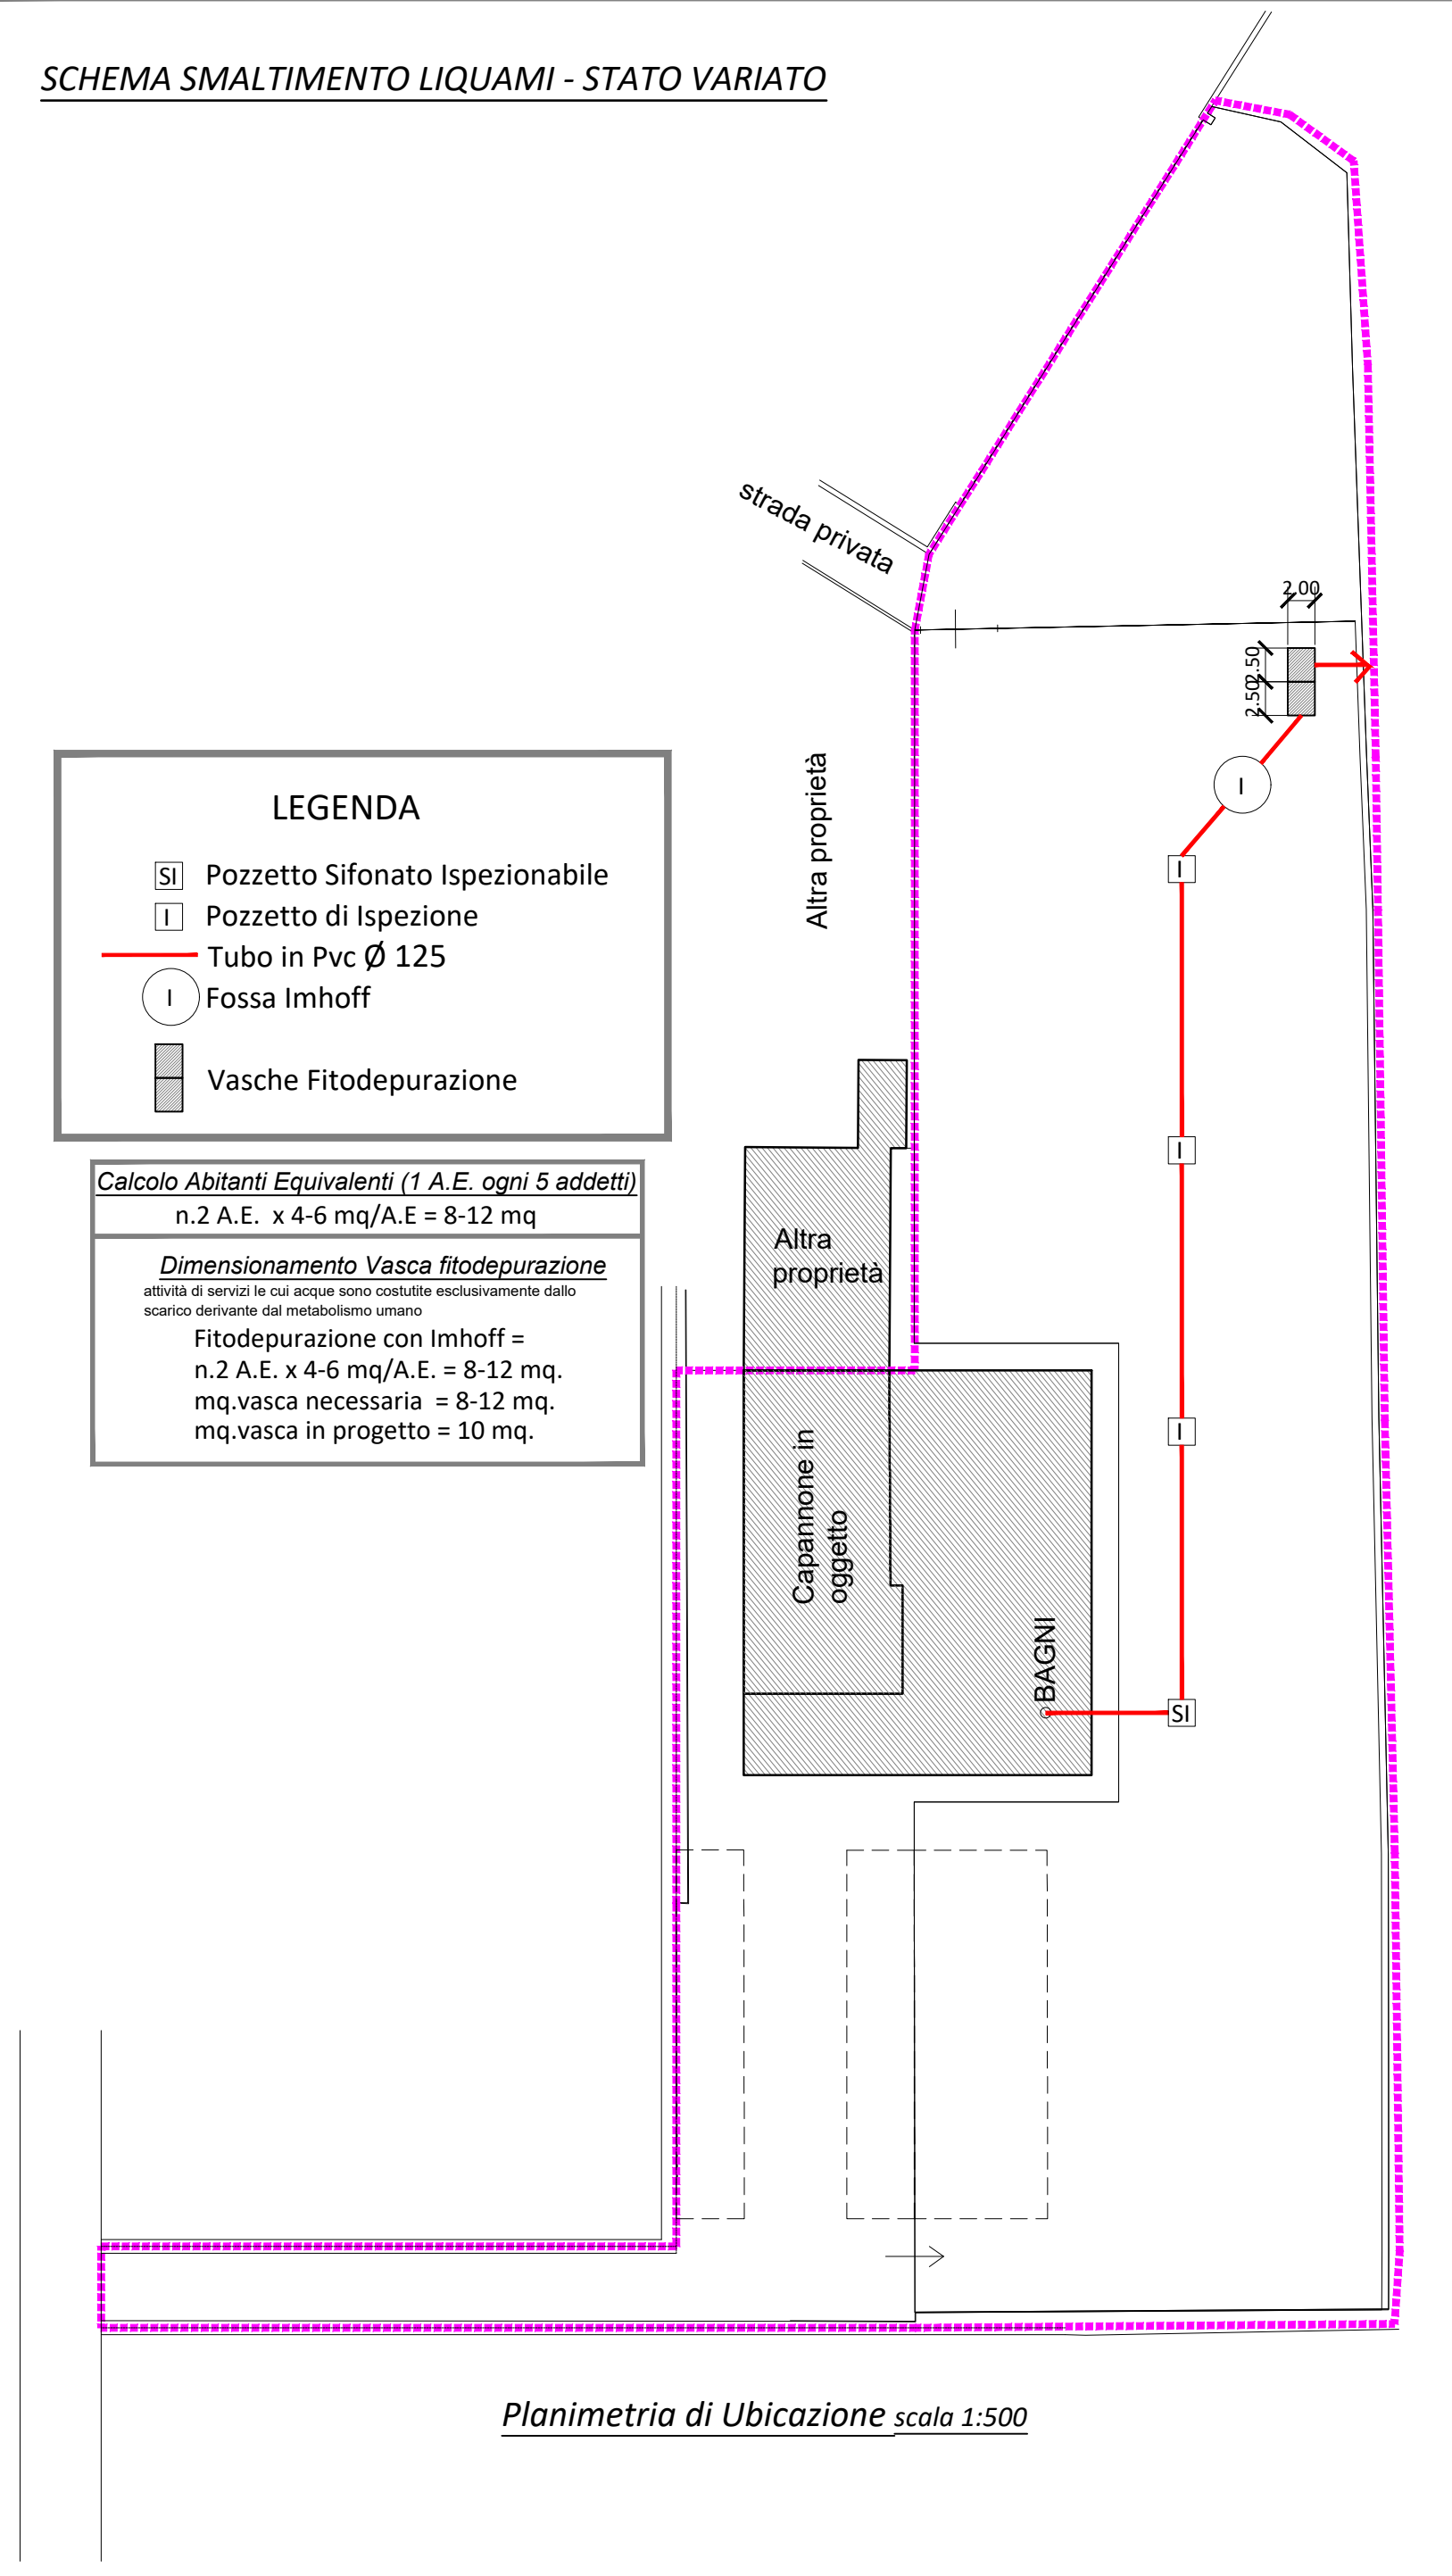 SCHEMA SMALTIMENTO LIQUAMI - STATO VARIATO
strada privata
2.00
2.50
2.50
I
I
Altra proprietà
LEGENDA
SI Pozzetto Sifonato Ispezionabile
I Pozzetto di Ispezione
Tubo in Pvc Ø 125
I Fossa Imhoff
Vasche Fitodepurazione
I
Calcolo Abitanti Equivalenti (1 A.E. ogni 5 addetti)
n.2 A.E. x 4-6 mq/A.E = 8-12 mq
Dimensionamento Vasca fitodepurazione
attività di servizi le cui acque sono costutite esclusivamente dallo
scarico derivante dal metabolismo umano
Fitodepurazione con Imhoff =
n.2 A.E. x 4-6 mq/A.E. = 8-12 mq.
mq.vasca necessaria = 8-12 mq.
mq.vasca in progetto = 10 mq.
Altra
proprietà
I
Capannone in
oggetto
BAGNI
SI
Planimetria di Ubicazione scala 1:500